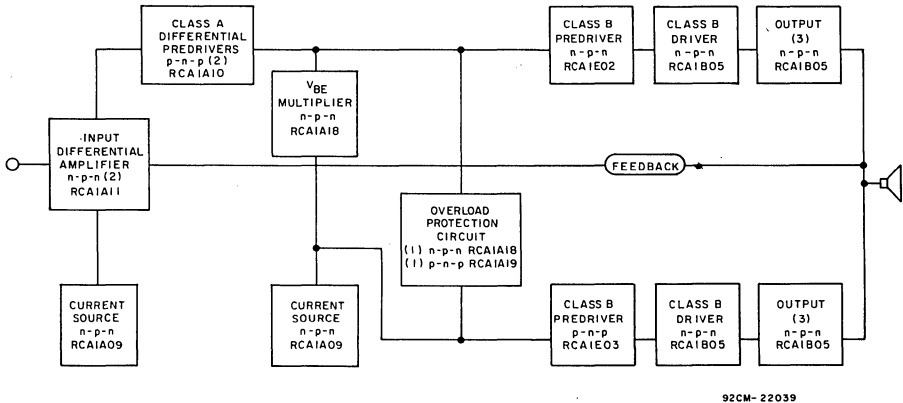 CLASS A
DIFFERENTIAL
PREDRIVERS
p-n-p (2)
RCA1A10
CLASS B
PREDRIVER
n-p-n
RCA1E02
CLASS B
DRIVER
n-p-n
RCA1B05
OUTPUT
(3)
n-p-n
RCA1B05
VBE
MULTIPLIER
n-p-n
RCA1A18
INPUT
DIFFERENTIAL
AMPLIFIER
n-p-n (2)
RCA1A11
FEEDBACK
OVERLOAD
PROTECTION
CIRCUIT
(1) n-p-n RCA1A18
(1) p-n-p RCA1A19
CURRENT
SOURCE
n-p-n
RCA1A09
CURRENT
SOURCE
n-p-n
RCA1A09
CLASS B
PREDRIVER
p-n-p
RCA1E03
CLASS B
DRIVER
n-p-n
RCA1B05
OUTPUT
(3)
n-p-n
RCA1B05
92CM-22039